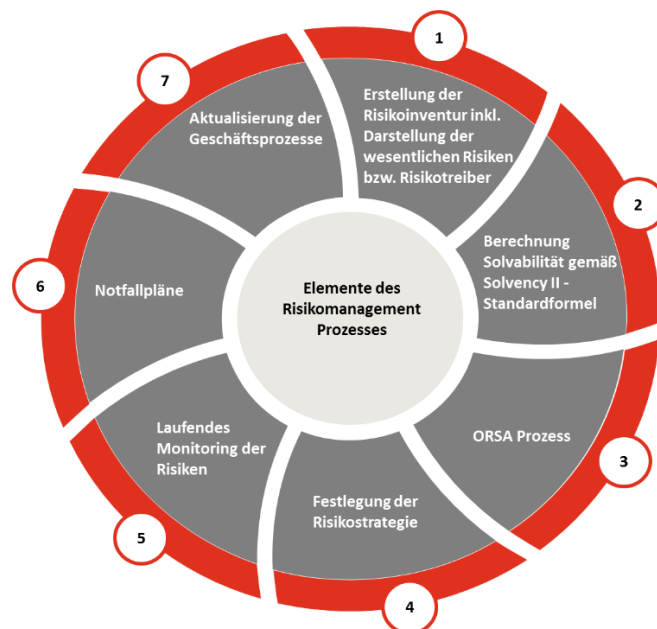 1
Erstellung der
Risikoinventur inkl.
Darstellung der
wesentlichen Risiken
bzw. Risikotreiber
2
Berechnung
Solvabilität gemäß
Solvency II -
Standardformel
3
ORSA Prozess
4
Festlegung der
Risikostrategie
5
Laufendes
Monitoring der
Risiken
6
Notfallpläne
7
Aktualisierung der
Geschäftsprozesse
Elemente des
Risikomanagement
Prozesses